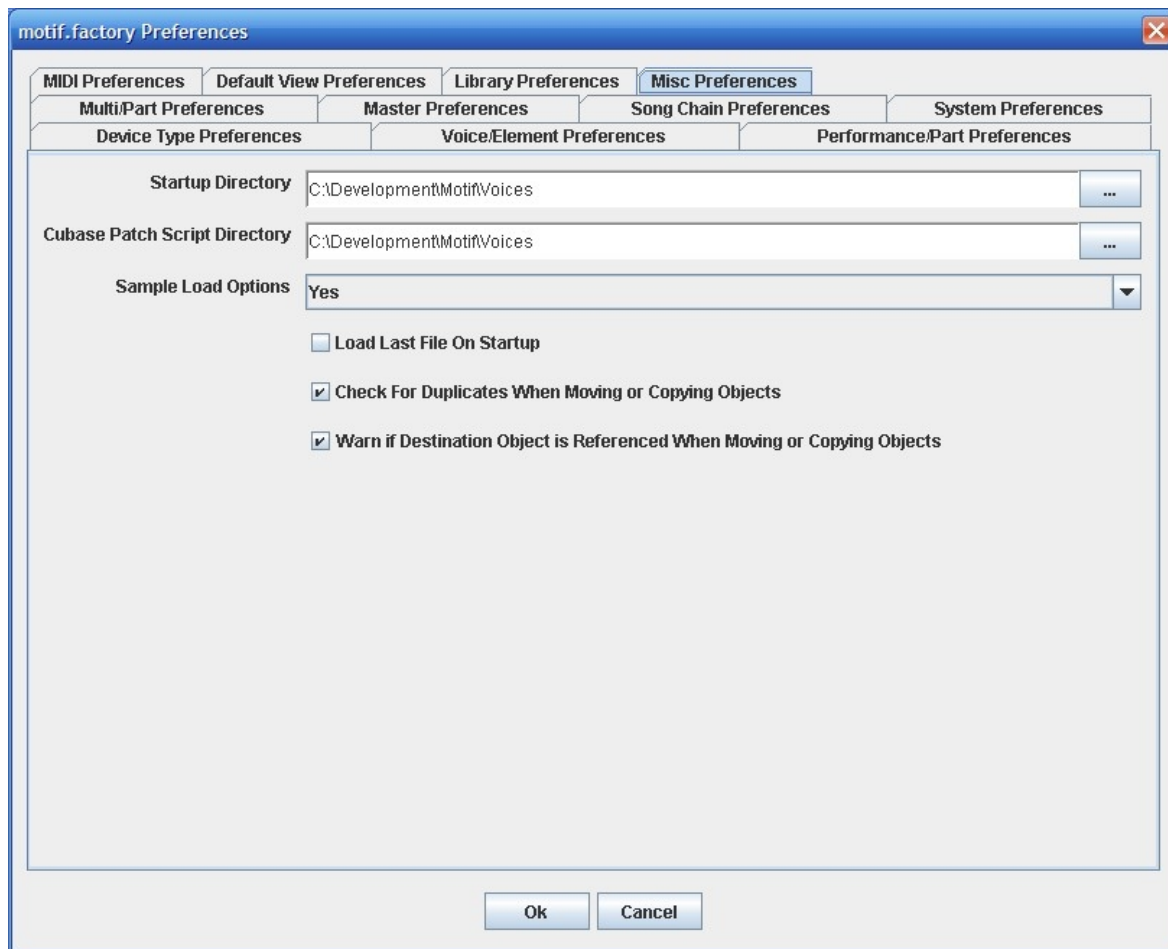 motif.factory Preferences
MIDI Preferences Default View Preferences Library Preferences Misc Preferences
Multi/Part Preferences Master Preferences Song Chain Preferences System Preferences
Device Type Preferences Voice/Element Preferences Performance/Part Preferences
Startup Directory C:\Development\Motif\Voices ...
Cubase Patch Script Directory C:\Development\Motif\Voices ...
Sample Load Options Yes
Load Last File On Startup
Check For Duplicates When Moving or Copying Objects
Warn if Destination Object is Referenced When Moving or Copying Objects
Ok Cancel